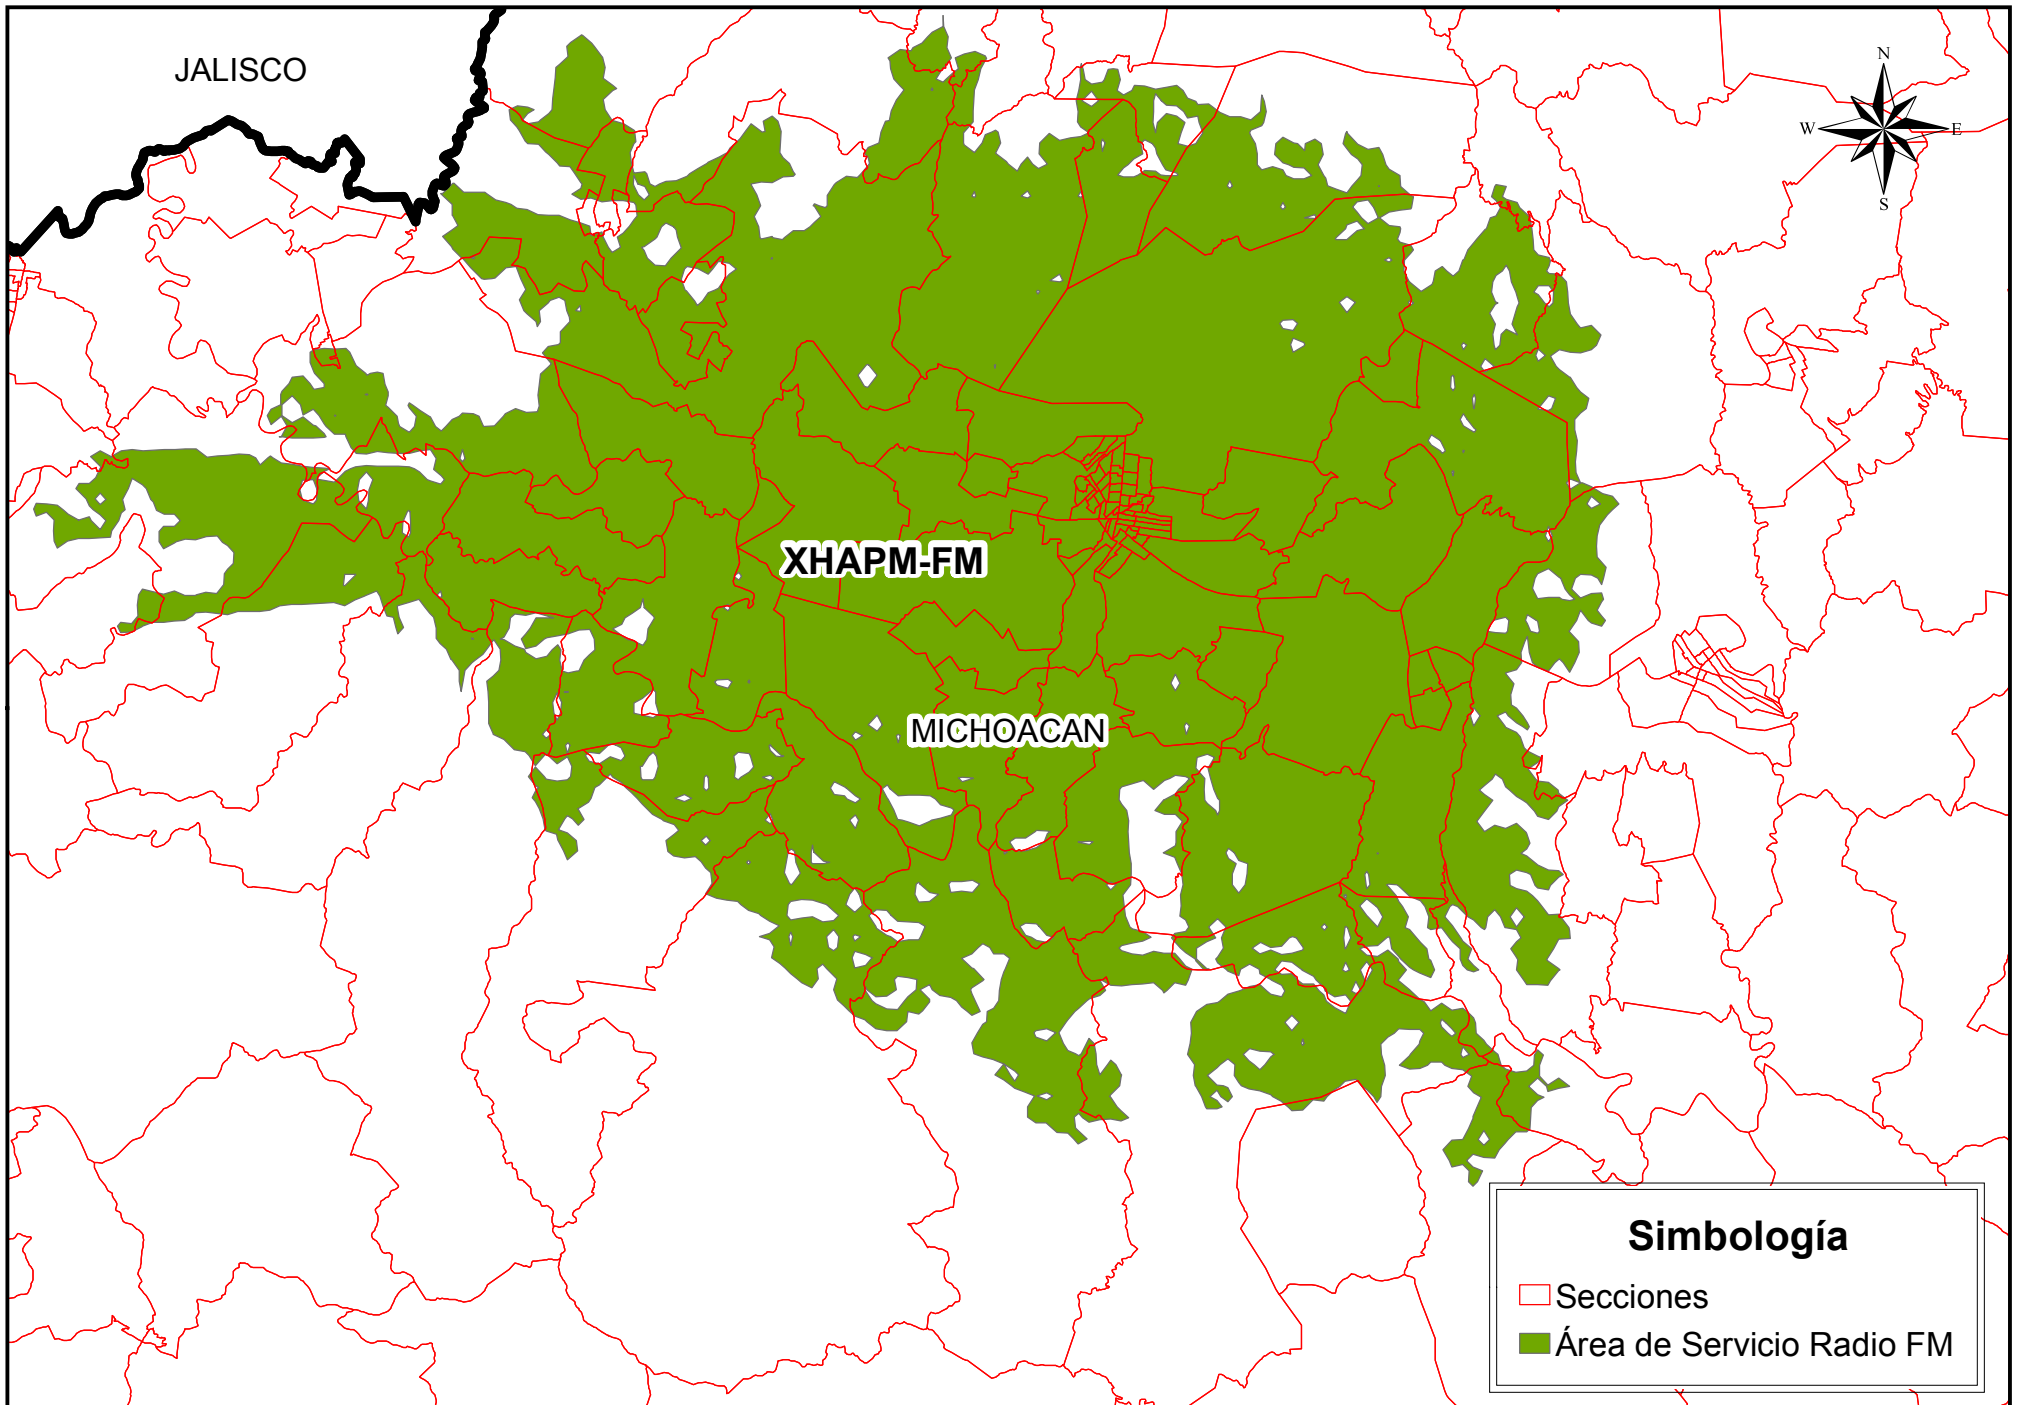 JALISCO
N
W
E
S
XHAPM-FM
MICHOACAN
Simbología
Secciones
Área de Servicio Radio FM